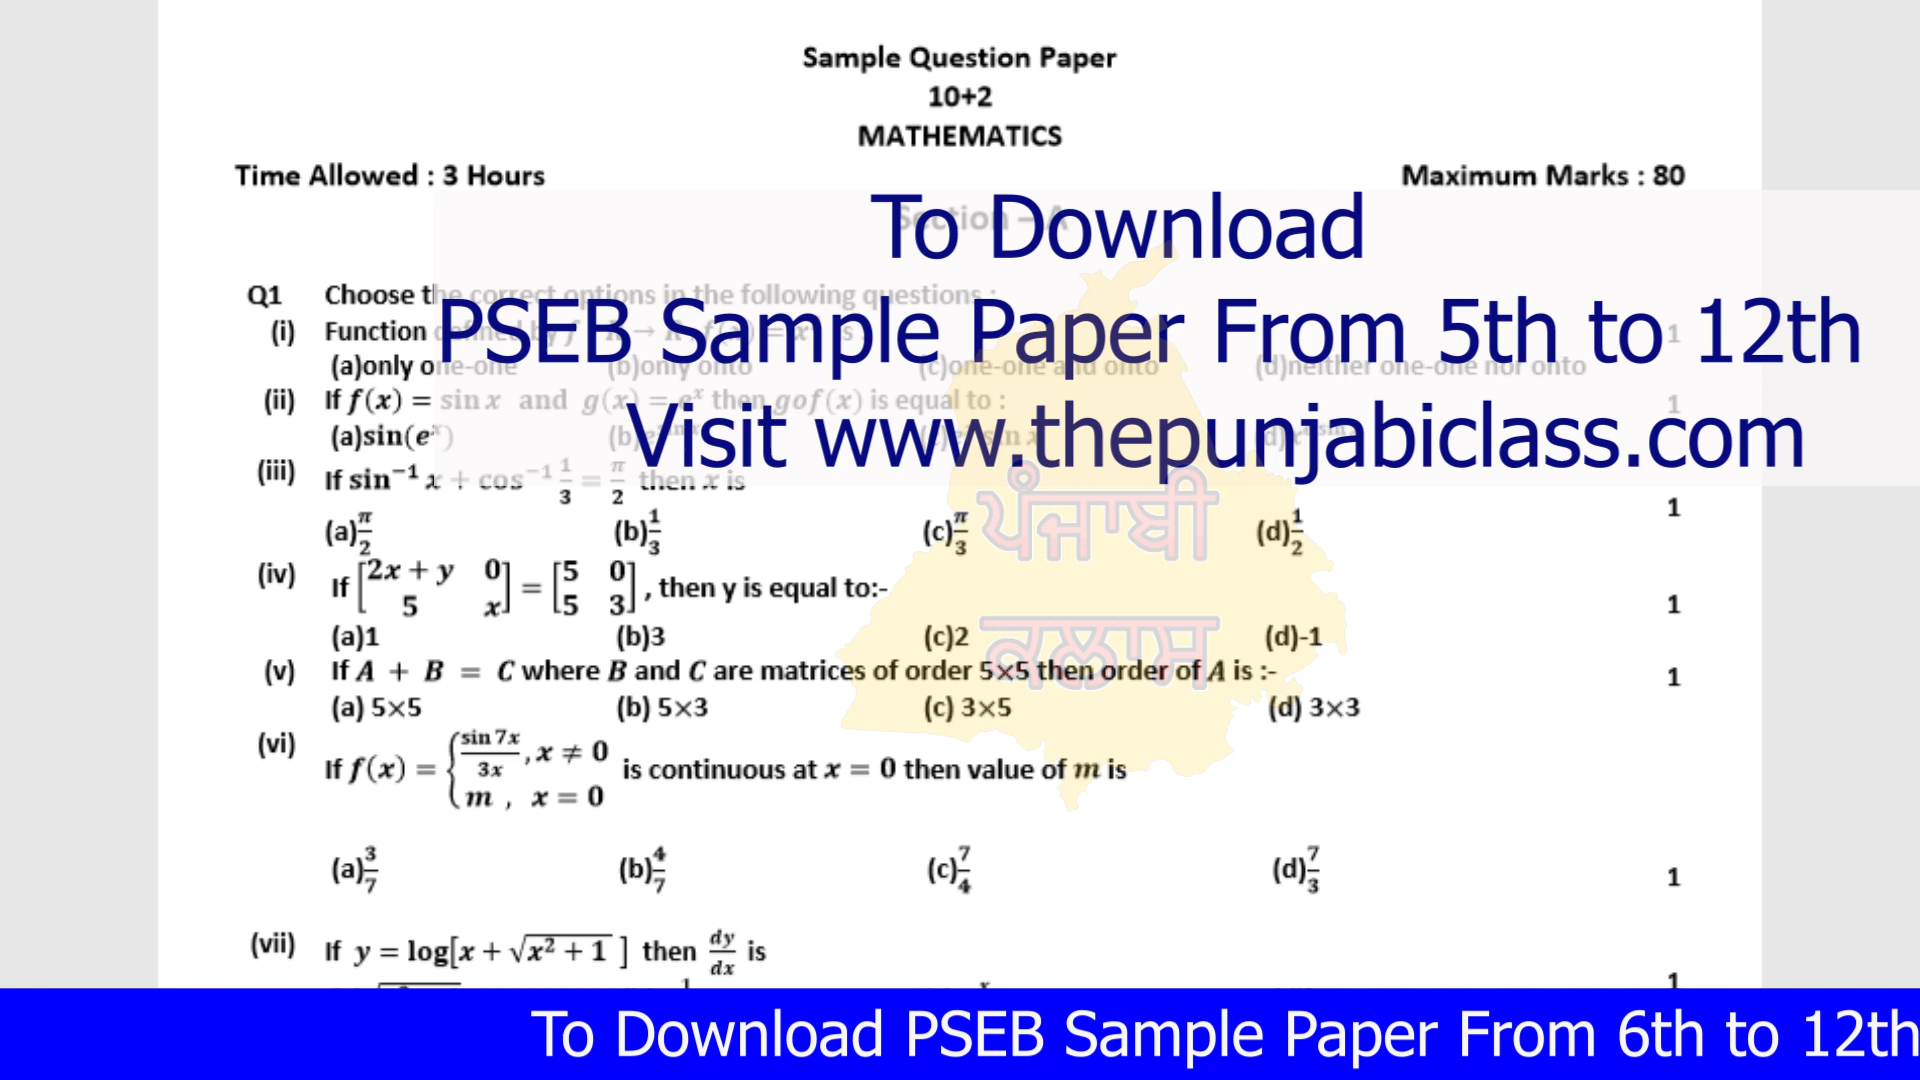 Sample Question Paper
10+2
MATHEMATICS
Time Allowed : 3 Hours Maximum Marks : 80
Section – A
To Download
Q1 Choose the correct options in the following questions :
PSEB Sample Paper From 5th to 12th
(i) Function defined by f R → R f(x) = x is 1
(a)only one-one (b)only onto (c)one-one and onto (d)neither one-one nor onto
(ii) If f(x) = sin x and g(x) = eˣ then gof(x) is equal to : 1
Visit www.thepunjabiclass.com
(a)sin(eˣ) (b) (c) (d)
(iii) If sin⁻¹ x + cos⁻¹ 1/3 = π/2 then x is 1
(a)π/2 (b)1/3 (c)π/3 (d)1/2
ਪੰਜਾਬੀ
(iv) If [2x + y 0 5 x] = [5 0 5 3] , then y is equal to:- 1
(a)1 (b)3 (c)2 (d)-1
ਕਲਾਸ
(v) If A + B = C where B and C are matrices of order 5×5 then order of A is :- 1
(a) 5×5 (b) 5×3 (c) 3×5 (d) 3×3
(vi) If f(x) = { sin 7x/3x , x ≠ 0 m , x = 0 is continuous at x = 0 then value of m is
(a)3/7 (b)4/7 (c)7/4 (d)7/3 1
(vii) If y = log[x + √x² + 1 ] then dy/dx is
1
To Download PSEB Sample Paper From 6th to 12th